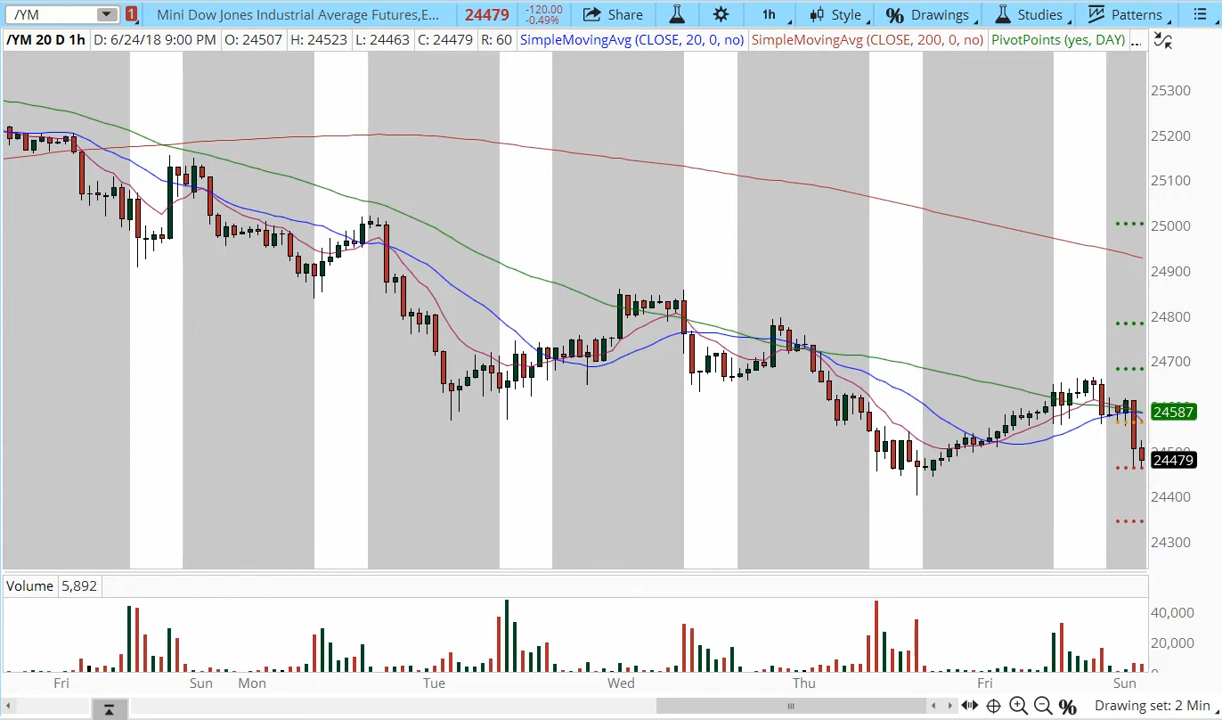 /YM 1 Mini Dow Jones Industrial Average Futures,E... 24479 -120.00 -0.49% Share 1h Style Drawings Studies Patterns
/YM 20 D 1h D: 6/24/18 9:00 PM O: 24507 H: 24523 L: 24463 C: 24479 R: 60 SimpleMovingAvg (CLOSE, 20, 0, no) SimpleMovingAvg (CLOSE, 200, 0, no) PivotPoints (yes, DAY) ...
25300
25200
25100
25000
24900
24800
24700
24587
24479
24400
24300
Volume 5,892
40,000
20,000
Fri Sun Mon Tue Wed Thu Fri Sun
Drawing set: 2 Min